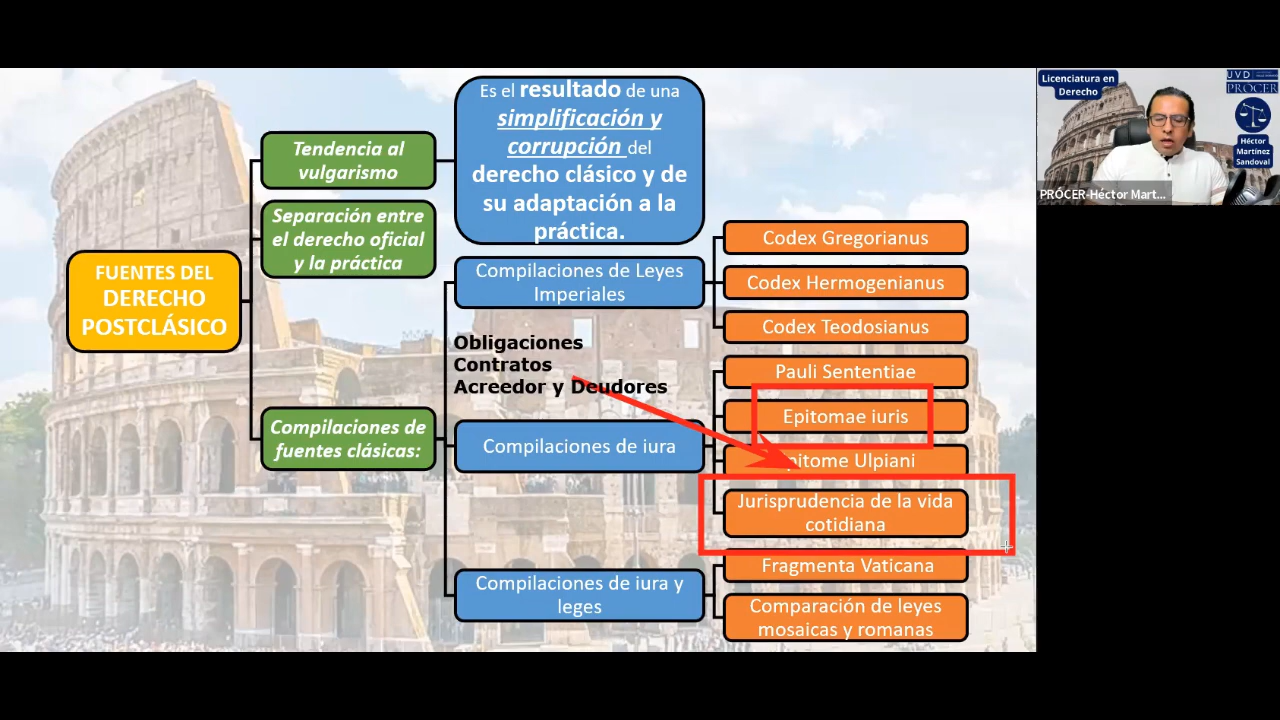 FUENTES DEL
DERECHO
POSTCLÁSICO
Tendencia al
vulgarismo
Separación entre
el derecho oficial
y la práctica
Compilaciones de
fuentes clásicas:
Es el resultado de una
simplificación y
corrupción del
derecho clásico y de
su adaptación a la
práctica.
Compilaciones de Leyes
Imperiales
Obligaciones
Contratos
Acreedor y Deudores
Compilaciones de iura
Compilaciones de iura y
leges
Codex Gregorianus
Codex Hermogenianus
Codex Teodosianus
Pauli Sententiae
Epitomae iuris
Ulpiani
Jurisprudencia de la vida
cotidiana
Fragmenta Vaticana
Comparación de leyes
mosaicas y romanas
Licenciatura en
Derecho
UVD
PRÓCER
Héctor
Martínez
Sandoval
PRÓCER-Héctor Mart...